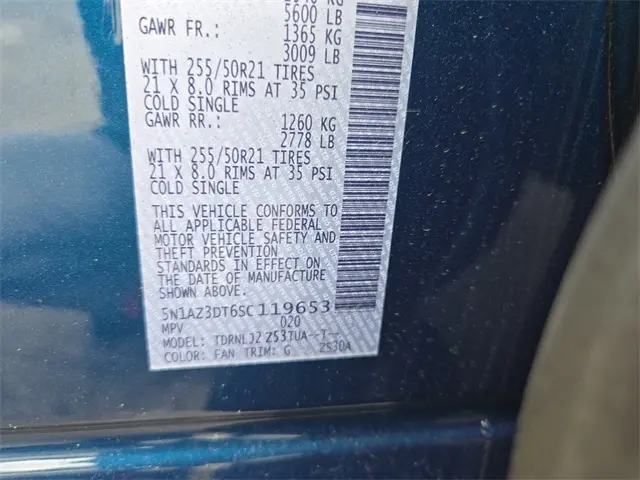 5600 LB
GAWR FR.: 1365 KG
3009 LB
WITH 255/50R21 TIRES
21 X 8.0 RIMS AT 35 PSI
COLD SINGLE
GAWR RR.: 1260 KG
2778 LB
WITH 255/50R21 TIRES
21 X 8.0 RIMS AT 35 PSI
COLD SINGLE
THIS VEHICLE CONFORMS TO
ALL APPLICABLE FEDERAL
MOTOR VEHICLE SAFETY AND
THEFT PREVENTION
STANDARDS IN EFFECT ON
THE DATE OF MANUFACTURE
SHOWN ABOVE.
5N1AZ3DT6SC119653
MPV 020
MODEL: TDRNLJZ Z53TUA--T--
COLOR: FAN TRIM: G ZS30A